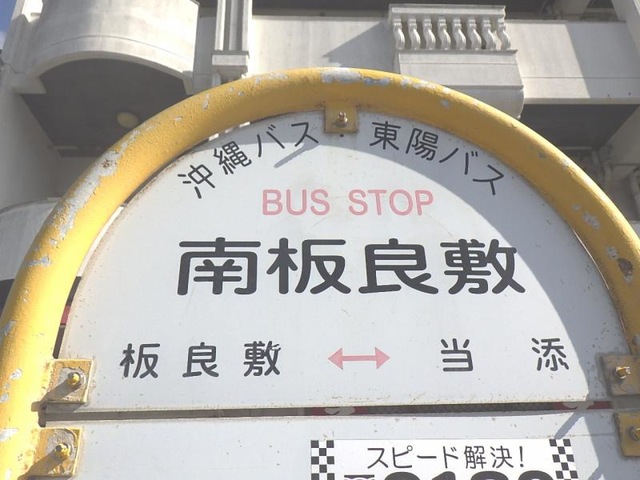 沖縄バス・東陽バス
BUS STOP
南板良敷
板良敷 ↔ 当添
スピード解決!